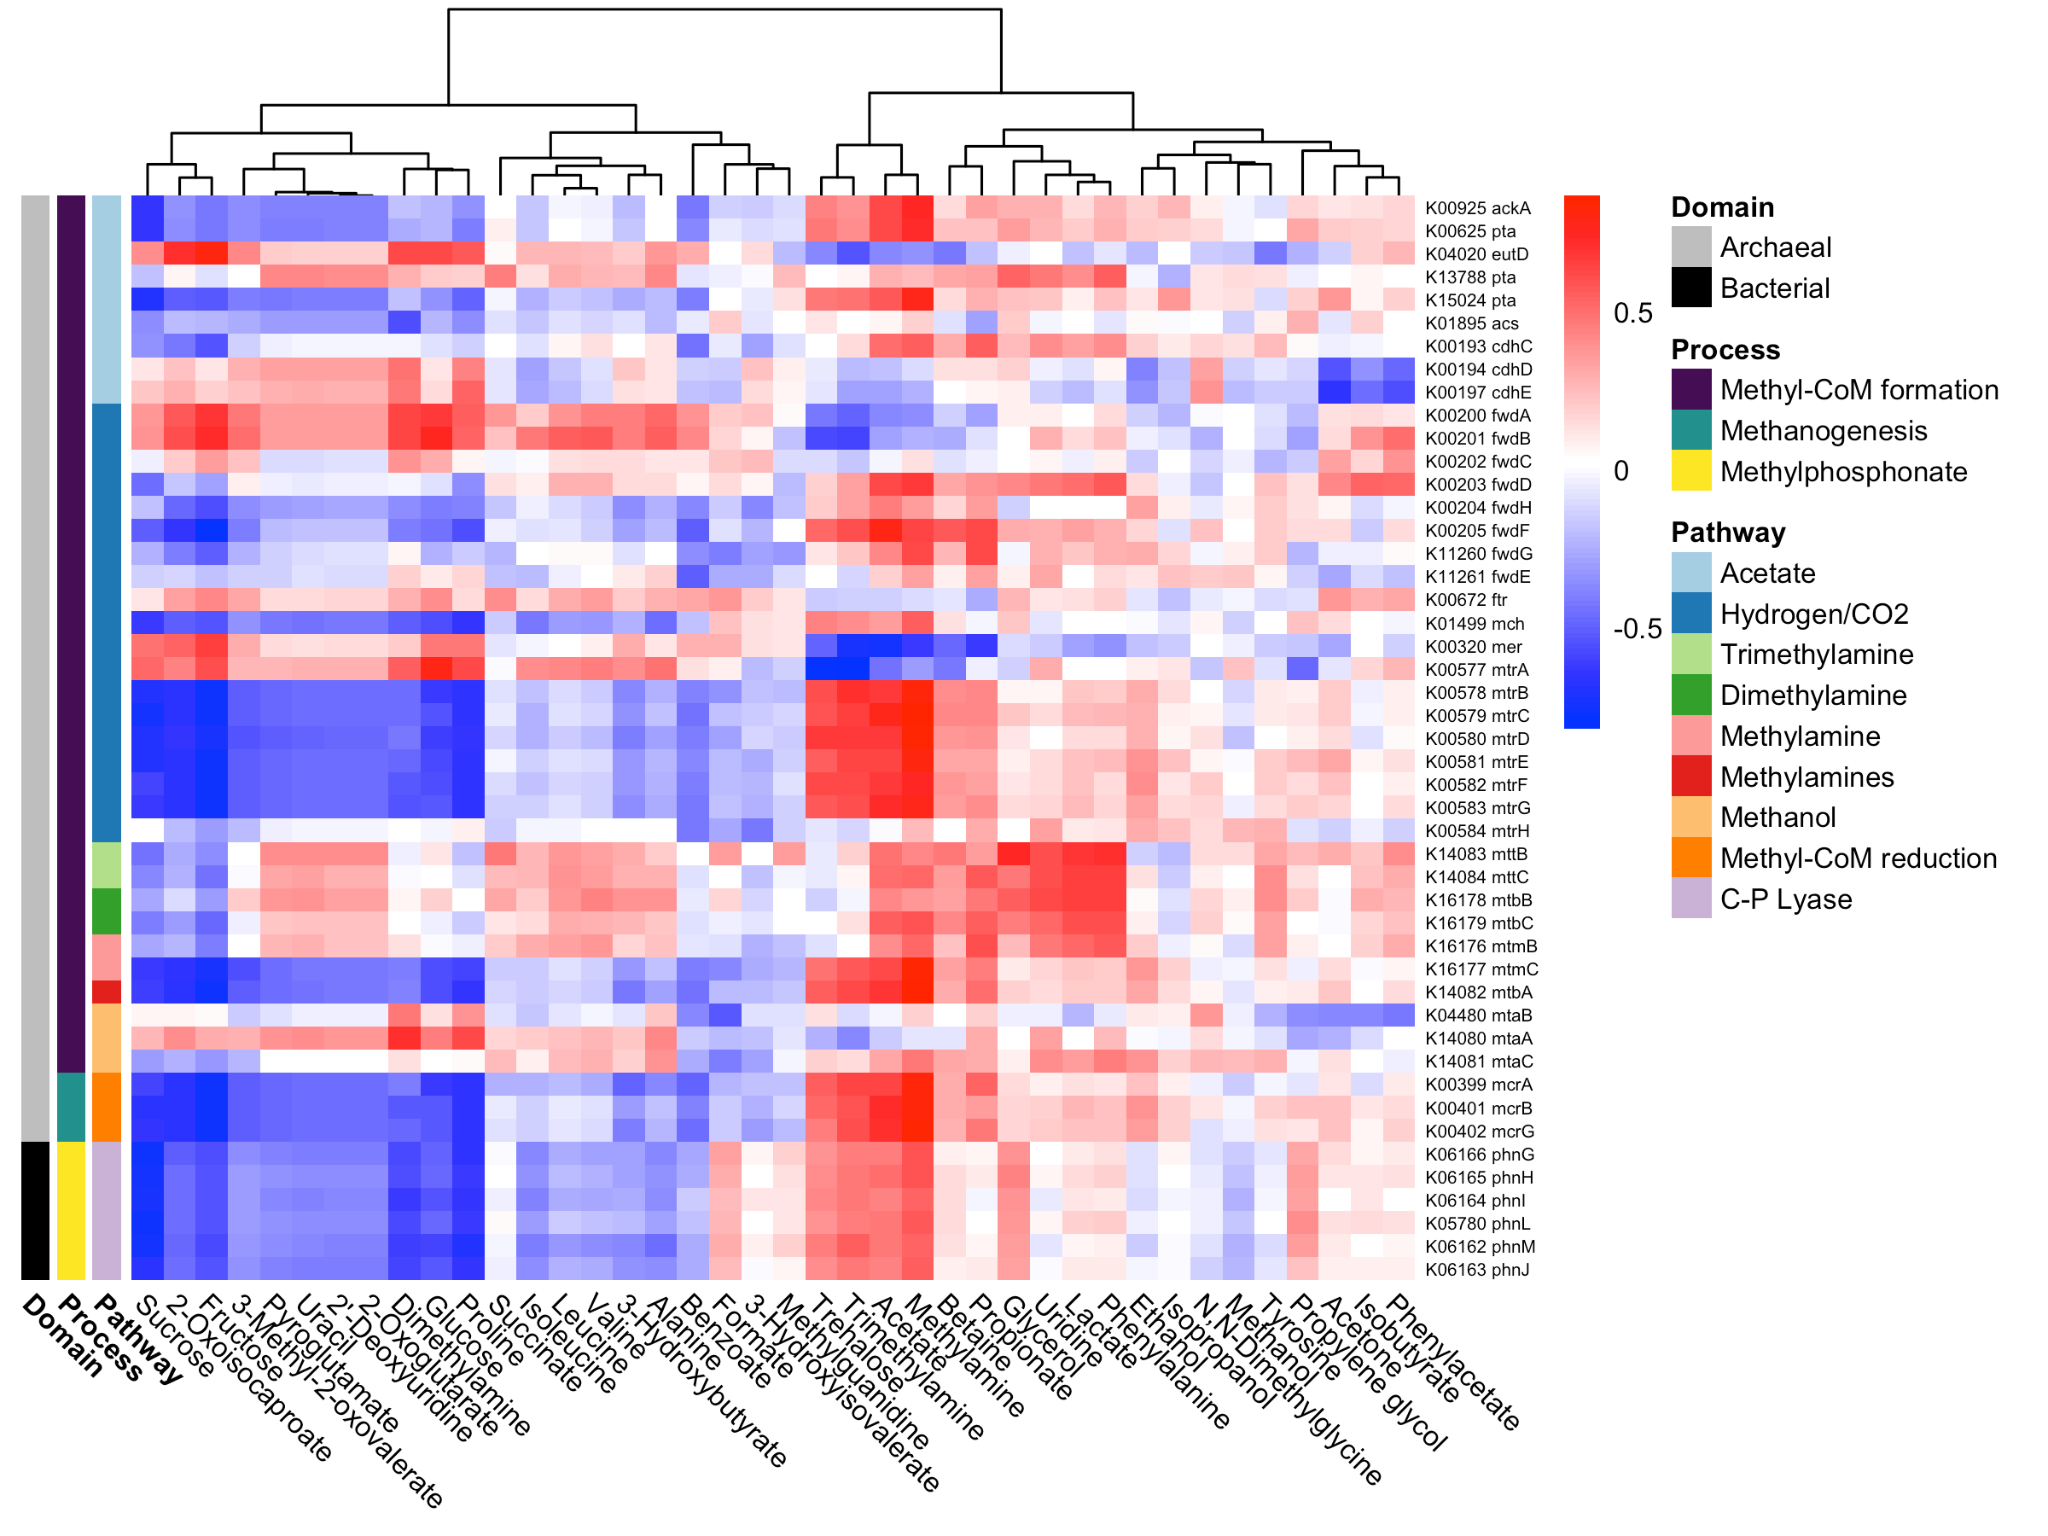 K00925 ackA
K00625 pta
K04020 eutD
K13788 pta
K15024 pta
K01895 acs
K00193 cdhC
K00194 cdhD
K00197 cdhE
K00200 fwdA
K00201 fwdB
K00202 fwdC
K00203 fwdD
K00204 fwdH
K00205 fwdF
K11260 fwdG
K11261 fwdE
K00672 ftr
K01499 mch
K00320 mer
K00577 mtrA
K00578 mtrB
K00579 mtrC
K00580 mtrD
K00581 mtrE
K00582 mtrF
K00583 mtrG
K00584 mtrH
K14083 mttB
K14084 mttC
K16178 mtbB
K16179 mtbC
K16176 mtmB
K16177 mtmC
K14082 mtbA
K04480 mtaB
K14080 mtaA
K14081 mtaC
K00399 mcrA
K00401 mcrB
K00402 mcrG
K06166 phnG
K06165 phnH
K06164 phnI
K05780 phnL
K06162 phnM
K06163 phnJ
0.5
0
-0.5
Domain
Archaeal
Bacterial
Process
Methyl-CoM formation
Methanogenesis
Methylphosphonate
Pathway
Acetate
Hydrogen/CO2
Trimethylamine
Dimethylamine
Methylamine
Methylamines
Methanol
Methyl-CoM reduction
C-P Lyase
Domain
Process
Pathway
Sucrose
2-Oxoisocaproate
Fructose
3-Methyl-2-oxovalerate
Pyroglutamate
Uracil
2'-Deoxyuridine
2-Oxoglutarate
Dimethylamine
Glucose
Proline
Succinate
Isoleucine
Leucine
Valine
3-Hydroxybutyrate
Alanine
Benzoate
Formate
3-Hydroxyisovalerate
Methylguanidine
Trehalose
Trimethylamine
Acetate
Methylamine
Betaine
Propionate
Glycerol
Uridine
Lactate
Phenylalanine
Ethanol
Isopropanol
N,N-Dimethylglycine
Methanol
Tyrosine
Propylene glycol
Acetone
Isobutyrate
Phenylacetate